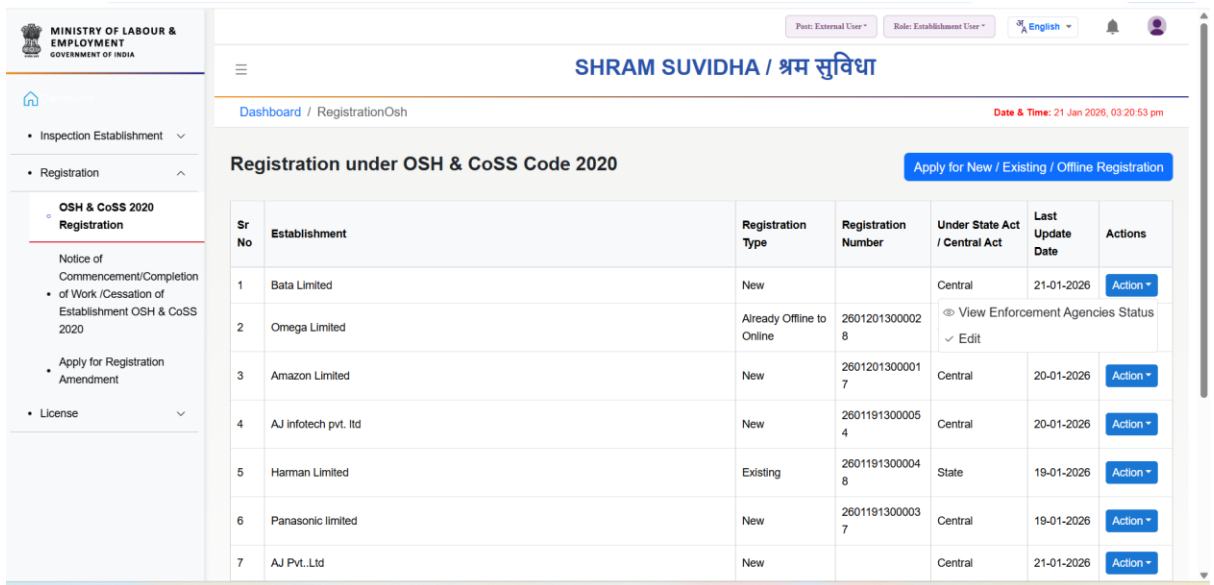 MINISTRY OF LABOUR &
EMPLOYMENT
GOVERNMENT OF INDIA
Post: External User
Role: Establishment User
अ A English
SHRAM SUVIDHA / श्रम सुविधा
Dashboard / RegistrationOsh
Date & Time: 21 Jan 2026, 03:20:53 pm
• Inspection Establishment
• Registration
OSH & CoSS 2020
Registration
Notice of
Commencement/Completion
• of Work /Cessation of
Establishment OSH & CoSS
2020
Apply for Registration
• Amendment
• License
Registration under OSH & CoSS Code 2020
Apply for New / Existing / Offline Registration
Sr No Establishment Registration Type Registration Number Under State Act / Central Act Last Update Date Actions
1 Bata Limited New Central 21-01-2026 Action
2 Omega Limited Already Offline to Online 2601201300002 8
View Enforcement Agencies Status
Edit
3 Amazon Limited New 2601201300001 7 Central 20-01-2026 Action
4 AJ infotech pvt. ltd New 2601191300005 4 Central 20-01-2026 Action
5 Harman Limited Existing 2601191300004 8 State 19-01-2026 Action
6 Panasonic limited New 2601191300003 7 Central 19-01-2026 Action
7 AJ Pvt..Ltd New Central 21-01-2026 Action